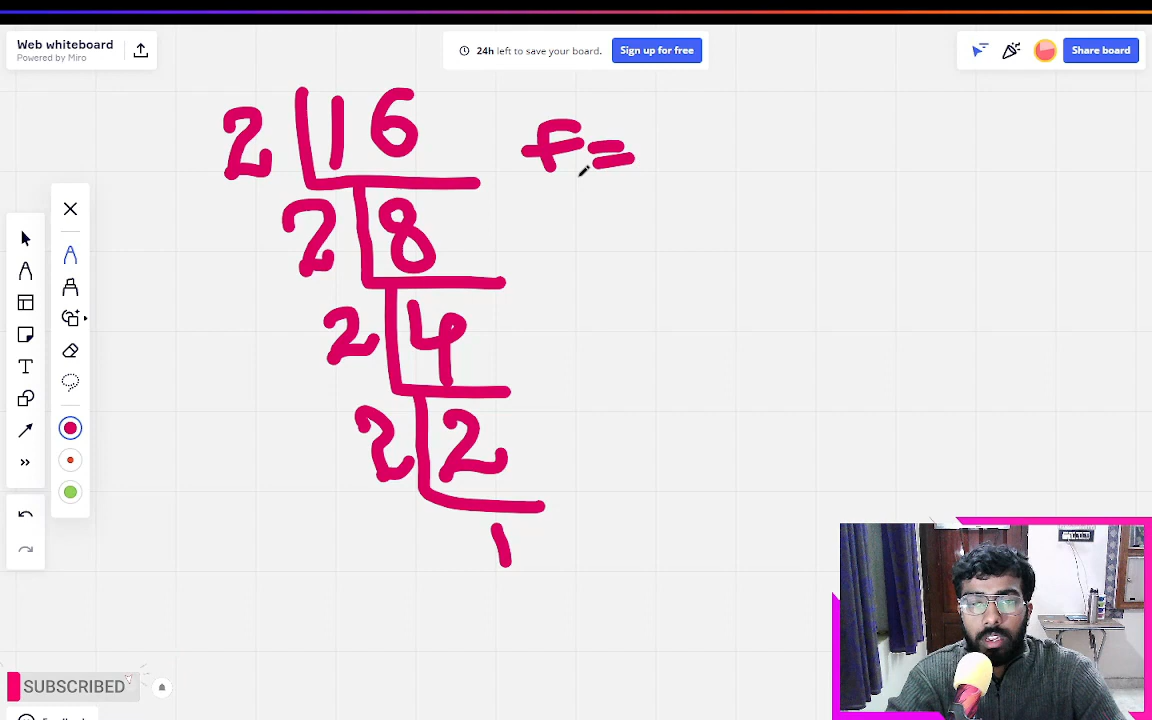 Web whiteboard
Powered by Miro
24h left to save your board.
Sign up for free
Share board
2 16 f=
2 8
2 4
2 2
1
T
SUBSCRIBED